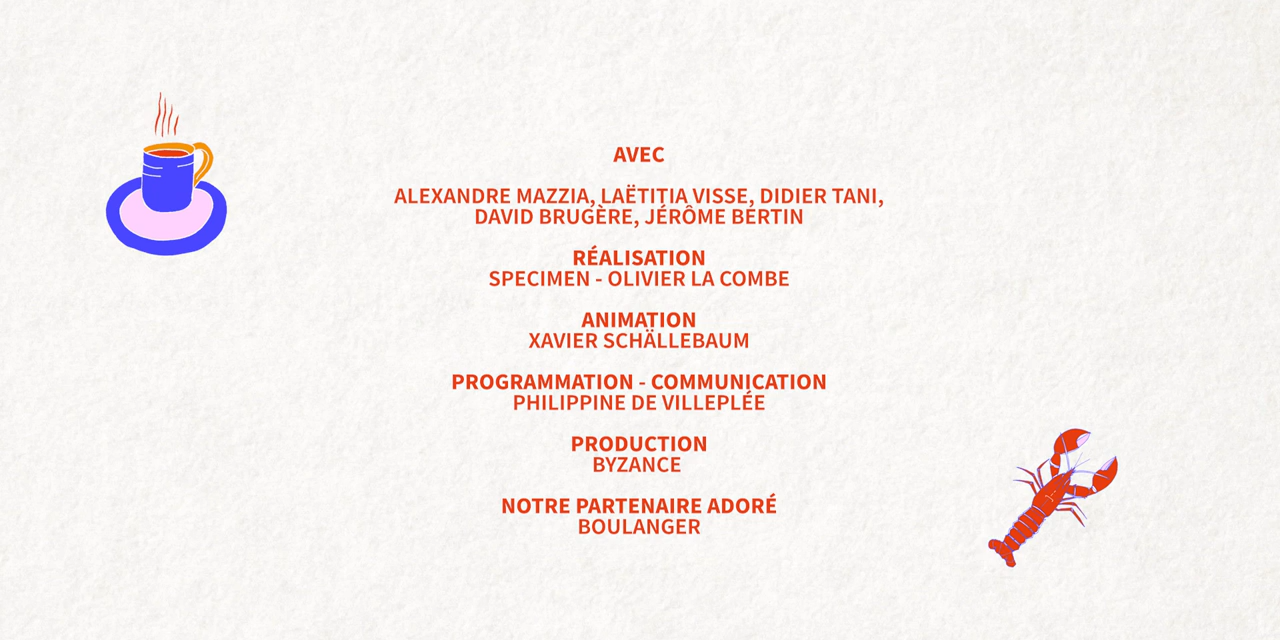 AVEC
ALEXANDRE MAZZIA, LAËTITIA VISSE, DIDIER TANI,
DAVID BRUGÈRE, JÉRÔME BERTIN
RÉALISATION
SPECIMEN - OLIVIER LA COMBE
ANIMATION
XAVIER SCHÄLLEBAUM
PROGRAMMATION - COMMUNICATION
PHILIPPINE DE VILLEPLÉE
PRODUCTION
BYZANCE
NOTRE PARTENAIRE ADORÉ
BOULANGER